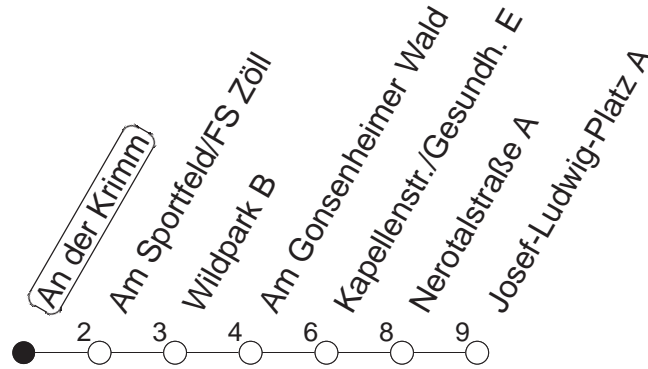 An der Krimm
Am Sportfeld/FS Zöll
Wildpark B
Am Gonsenheimer Wald
Kapellenstr./Gesundh. E
Nerotalstraße A
Josef-Ludwig-Platz A
2 3 4 6 8 9